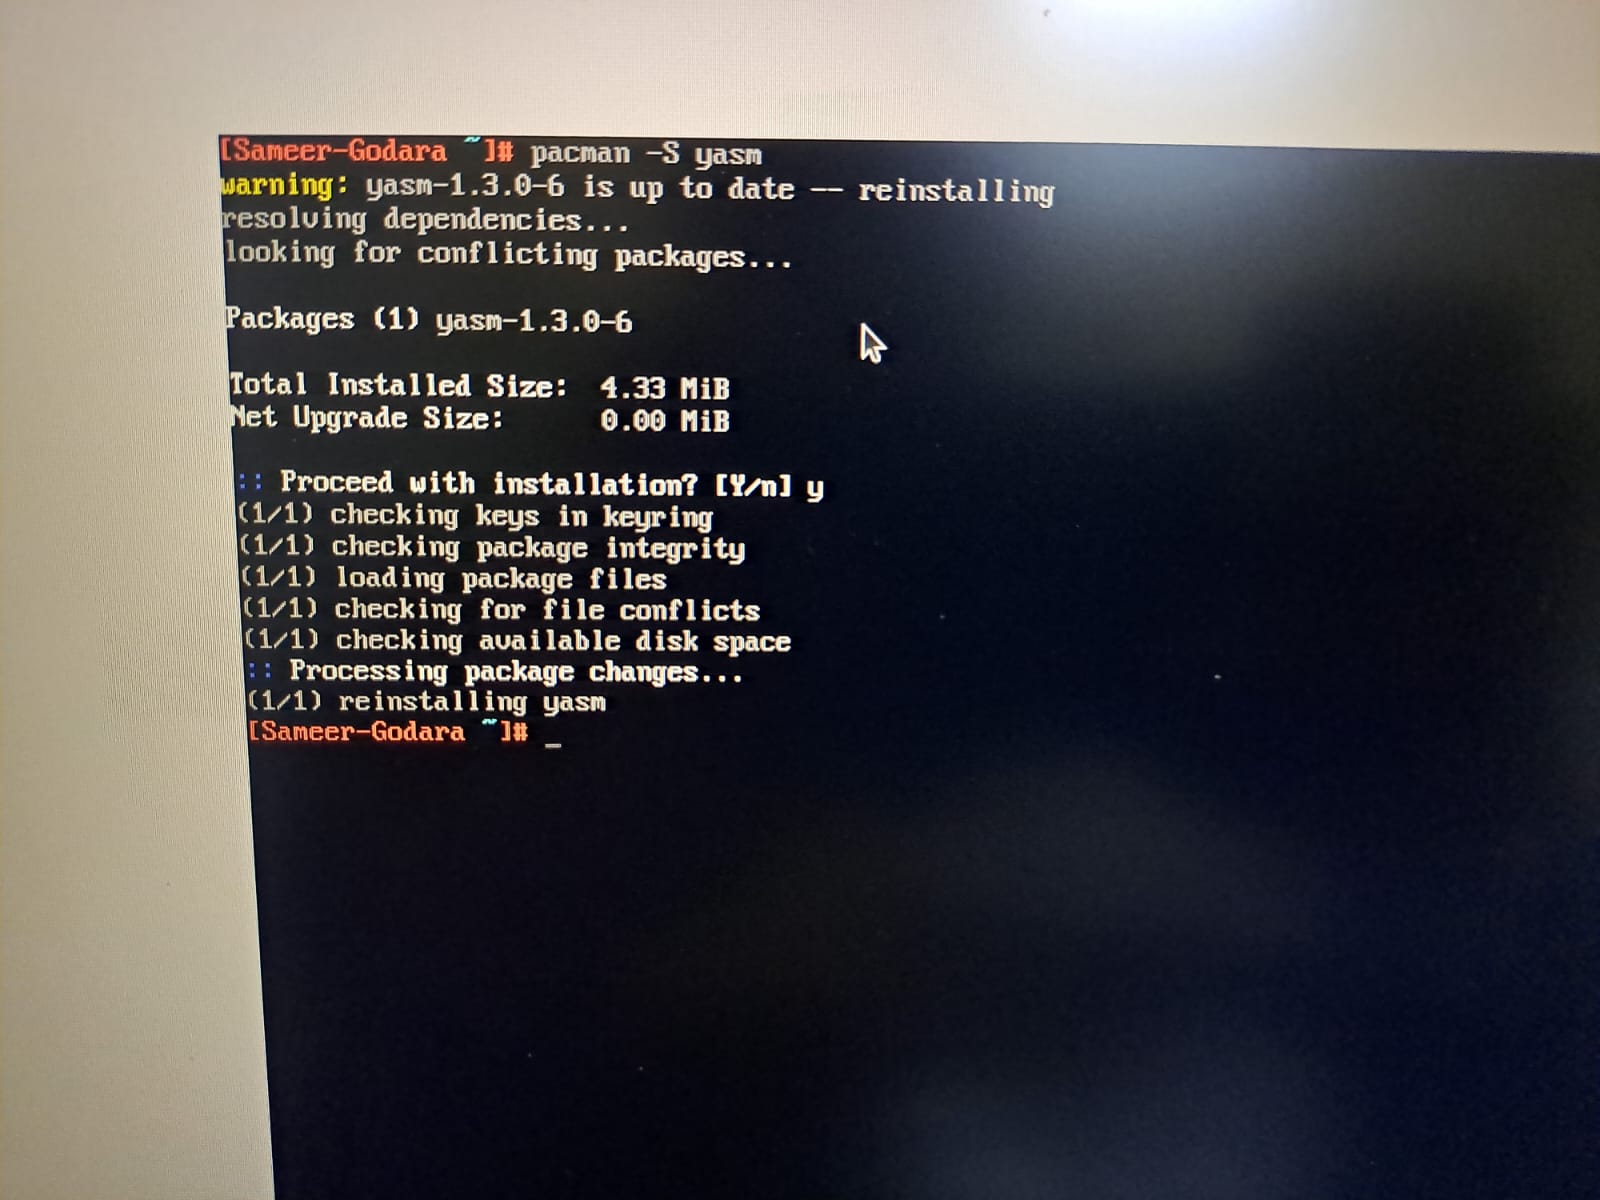 [Sameer-Godara ~]# pacman -S yasm
warning: yasm-1.3.0-6 is up to date -- reinstalling
resolving dependencies...
looking for conflicting packages...
Packages (1) yasm-1.3.0-6
Total Installed Size:  4.33 MiB
Net Upgrade Size:      0.00 MiB
:: Proceed with installation? [Y/n] y
(1/1) checking keys in keyring
(1/1) checking package integrity
(1/1) loading package files
(1/1) checking for file conflicts
(1/1) checking available disk space
:: Processing package changes...
(1/1) reinstalling yasm
[Sameer-Godara ~]# _